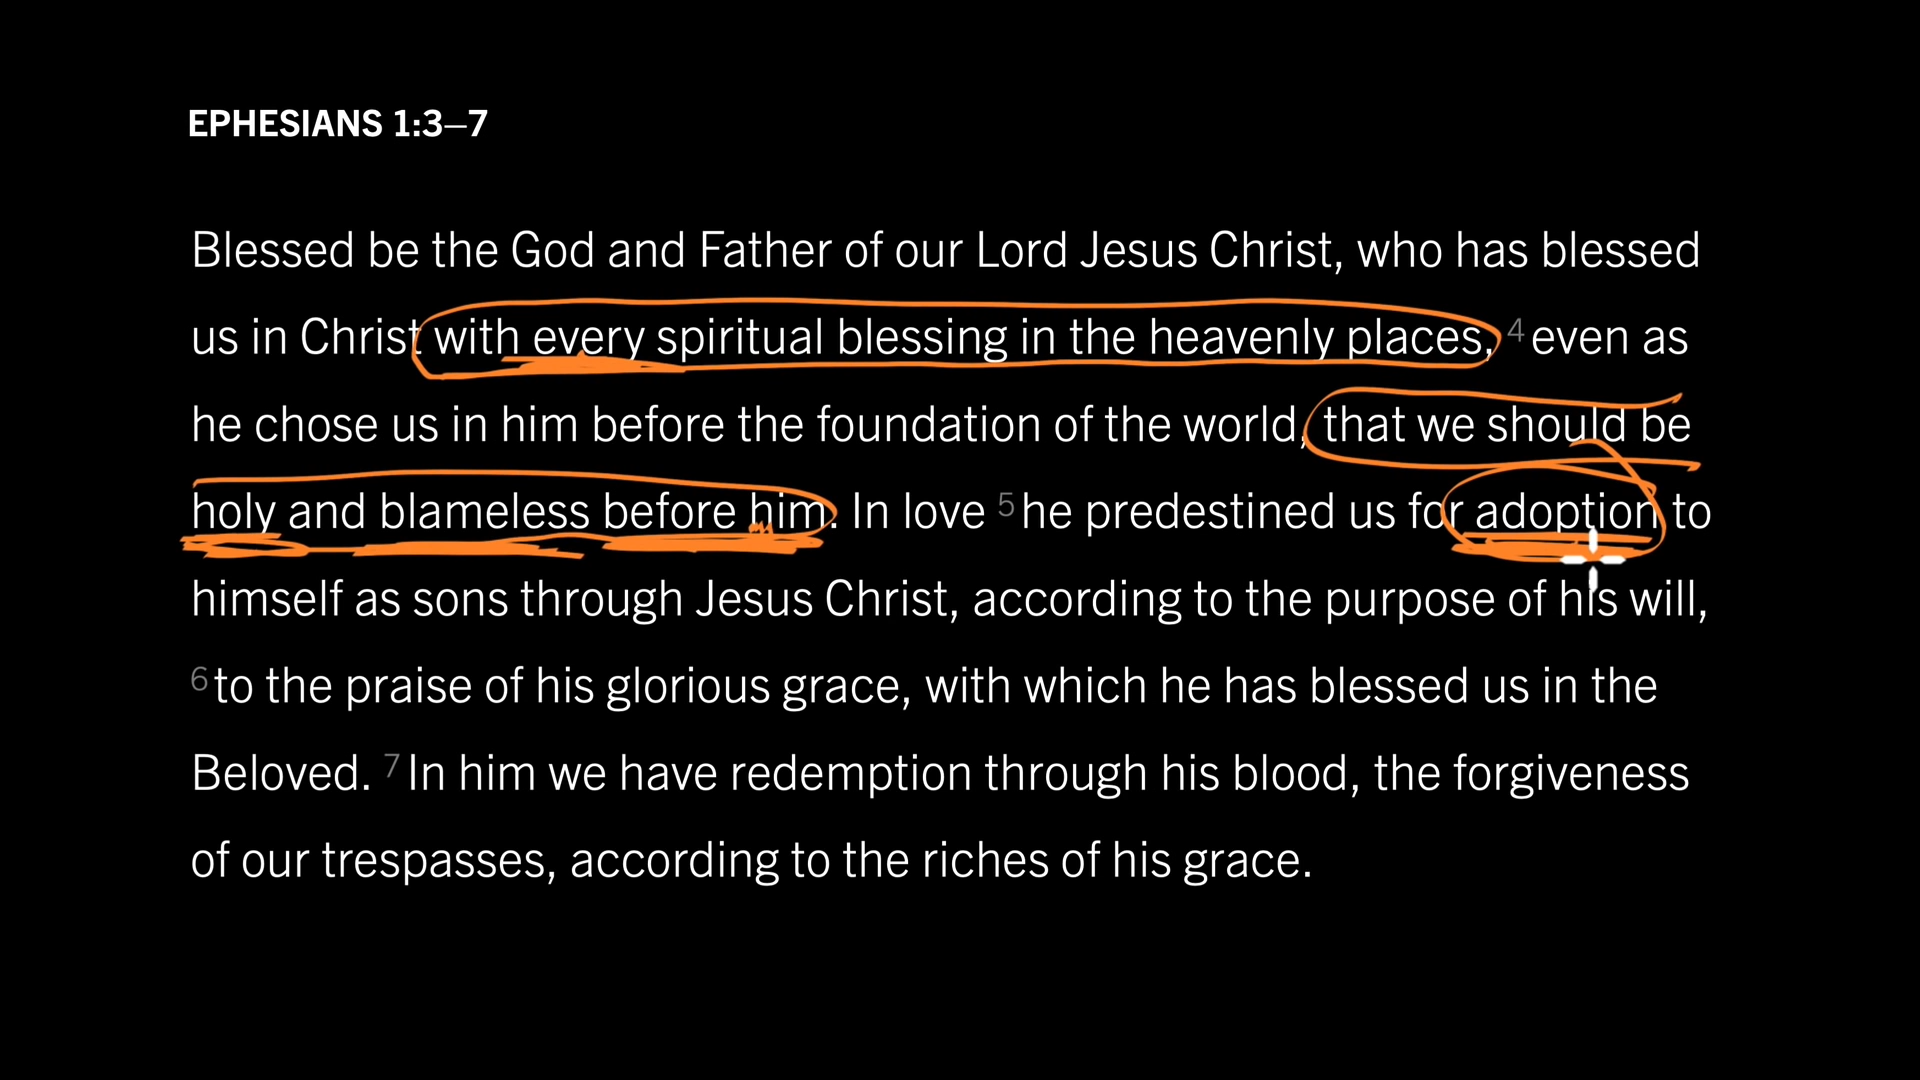 EPHESIANS 1:3–7
Blessed be the God and Father of our Lord Jesus Christ, who has blessed
us in Christ with every spiritual blessing in the heavenly places, 4 even as
he chose us in him before the foundation of the world, that we should be
holy and blameless before him. In love 5 he predestined us for adoption to
himself as sons through Jesus Christ, according to the purpose of his will,
6 to the praise of his glorious grace, with which he has blessed us in the
Beloved. 7 In him we have redemption through his blood, the forgiveness
of our trespasses, according to the riches of his grace.